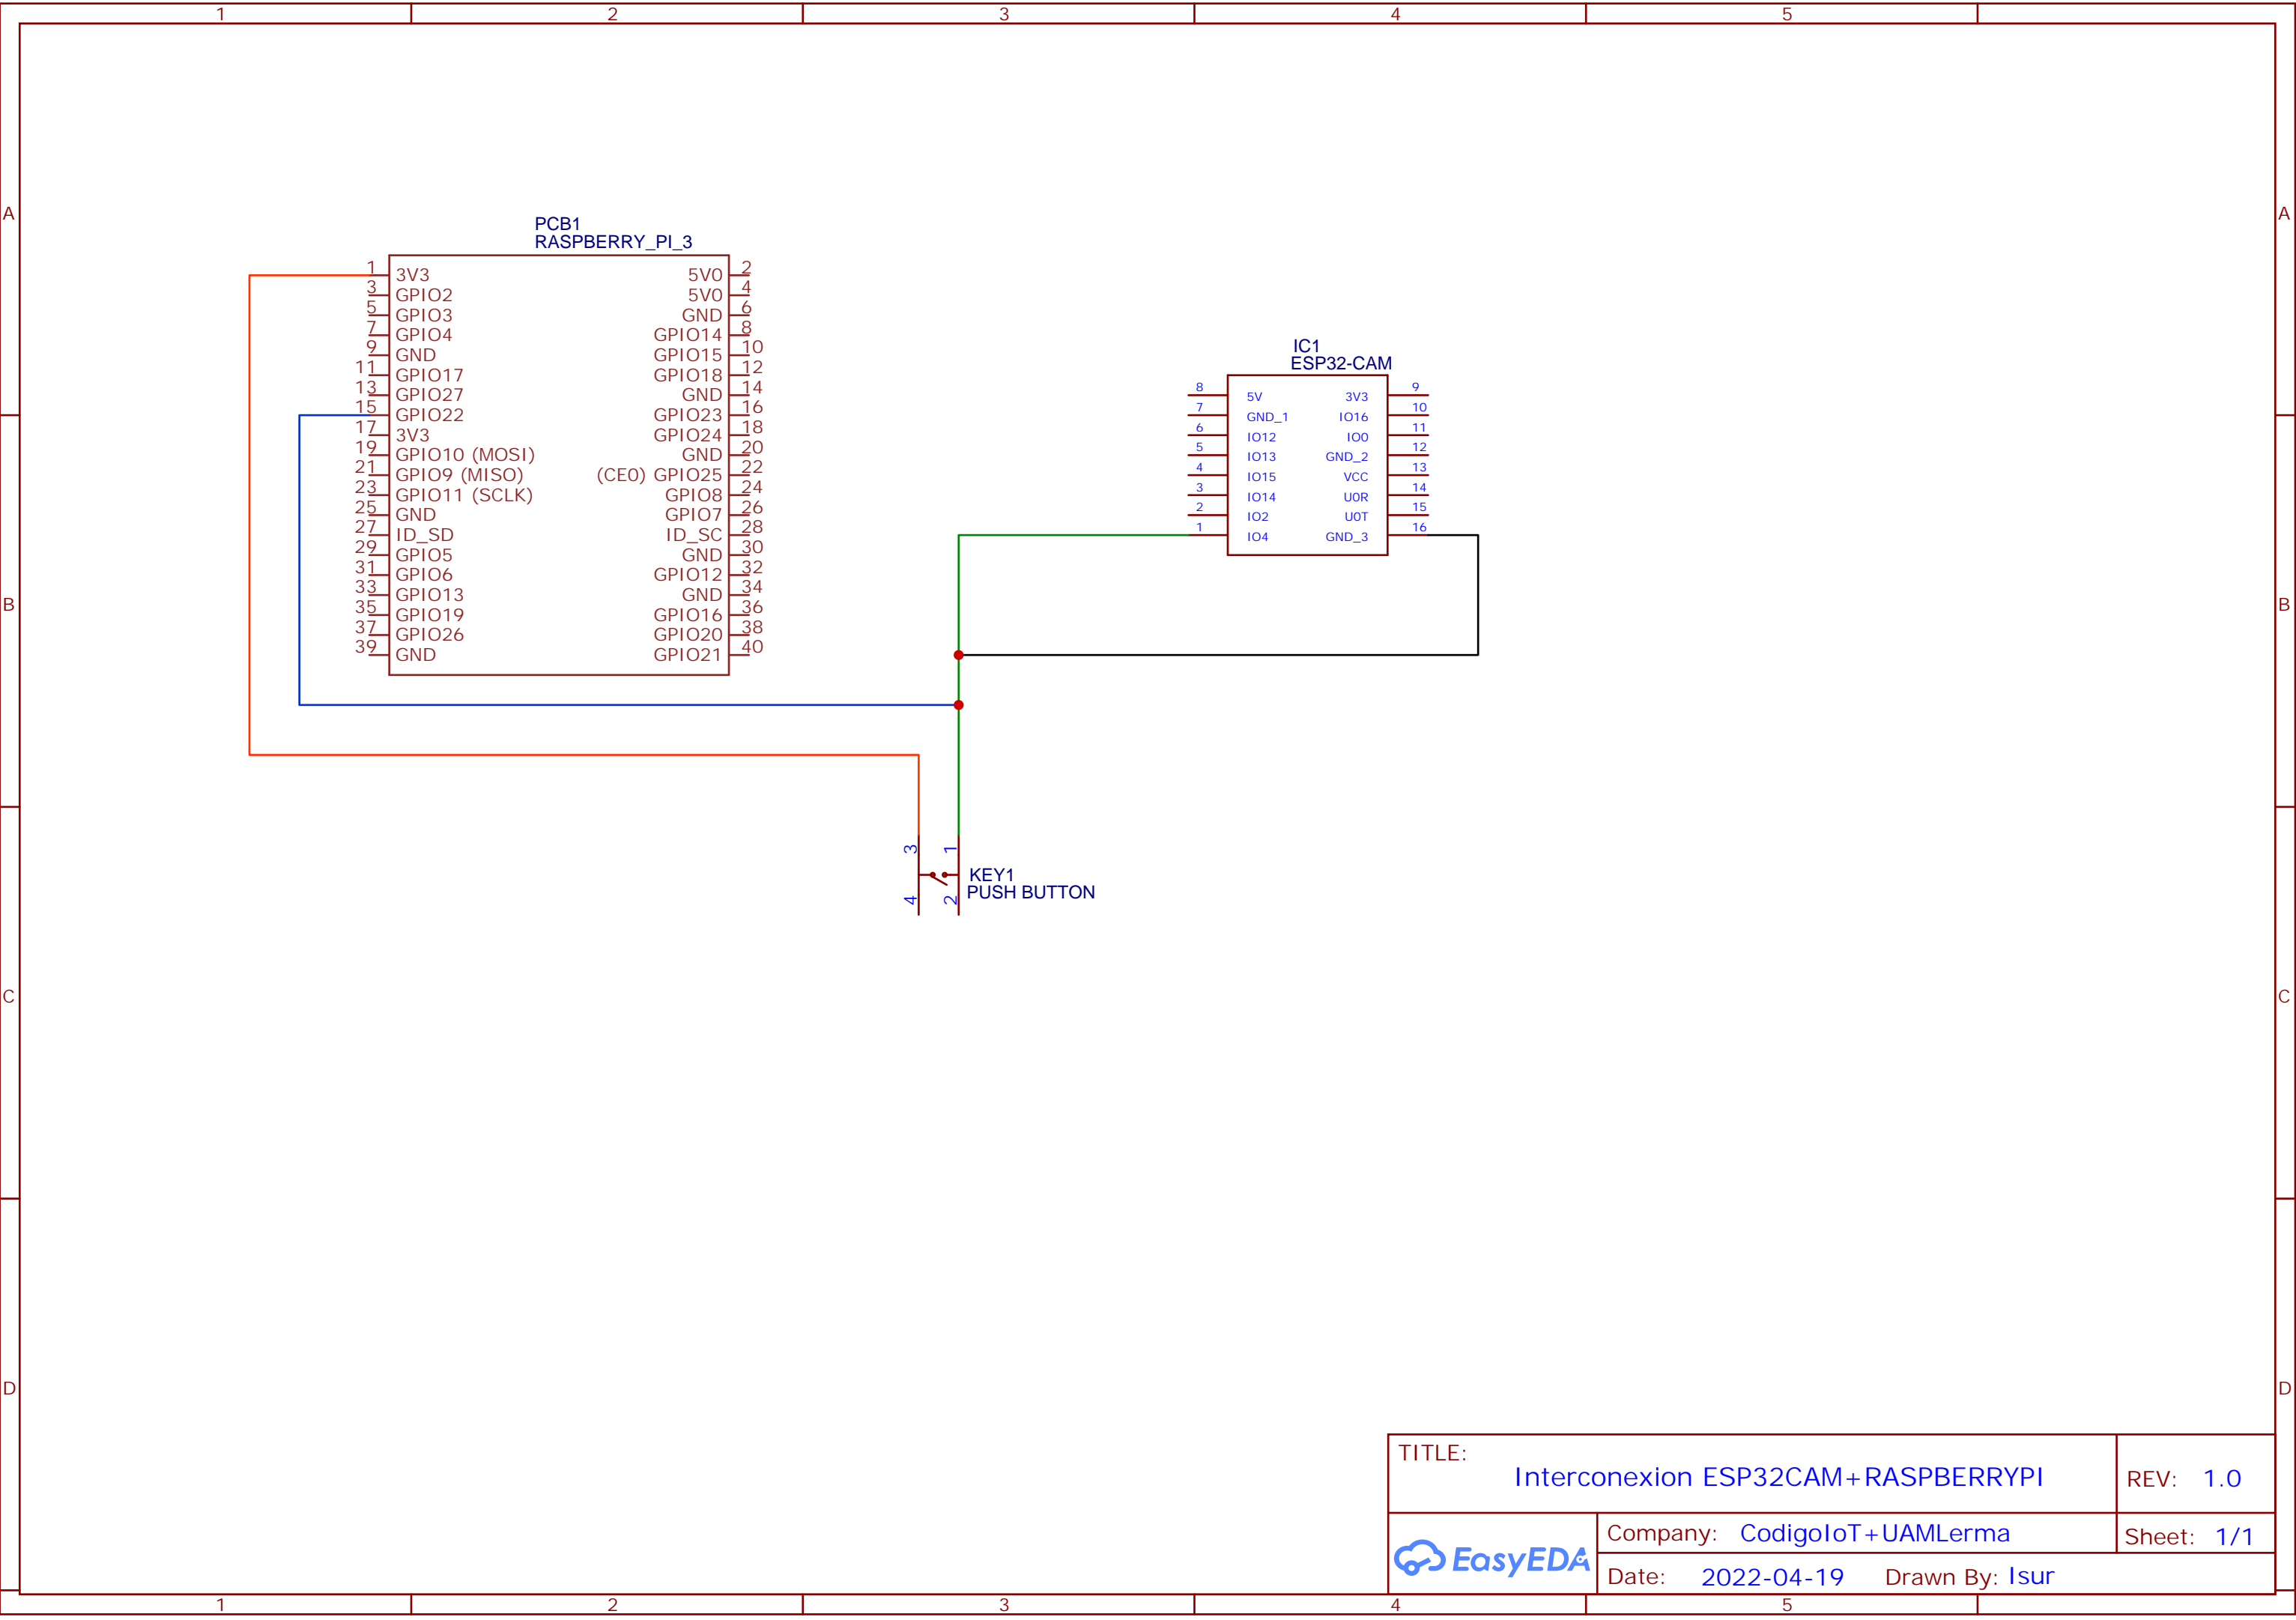 1 2 3 4 5
A A
B B
C C
D D
PCB1
RASPBERRY_PI_3
1 3V3 5V0 2
3 GPIO2 5V0 4
5 GPIO3 GND 6
7 GPIO4 GPIO14 8
9 GND GPIO15 10
11 GPIO17 GPIO18 12
13 GPIO27 GND 14
15 GPIO22 GPIO23 16
17 3V3 GPIO24 18
19 GPIO10 (MOSI) GND 20
21 GPIO9 (MISO) (CE0) GPIO25 22
23 GPIO11 (SCLK) GPIO8 24
25 GND GPIO7 26
27 ID_SD ID_SC 28
29 GPIO5 GND 30
31 GPIO6 GPIO12 32
33 GPIO13 GND 34
35 GPIO19 GPIO16 36
37 GPIO26 GPIO20 38
39 GND GPIO21 40
IC1
ESP32-CAM
8 5V 3V3 9
7 GND_1 IO16 10
6 IO12 IO0 11
5 IO13 GND_2 12
4 IO15 VCC 13
3 IO14 U0R 14
2 IO2 U0T 15
1 IO4 GND_3 16
3 1
4 2
KEY1
PUSH BUTTON
TITLE:
Interconexion ESP32CAM+RASPBERRYPI
REV: 1.0
EasyEDA
Company: CodigoIoT+UAMLerma
Sheet: 1/1
Date: 2022-04-19 Drawn By: Isur
1 2 3 4 5